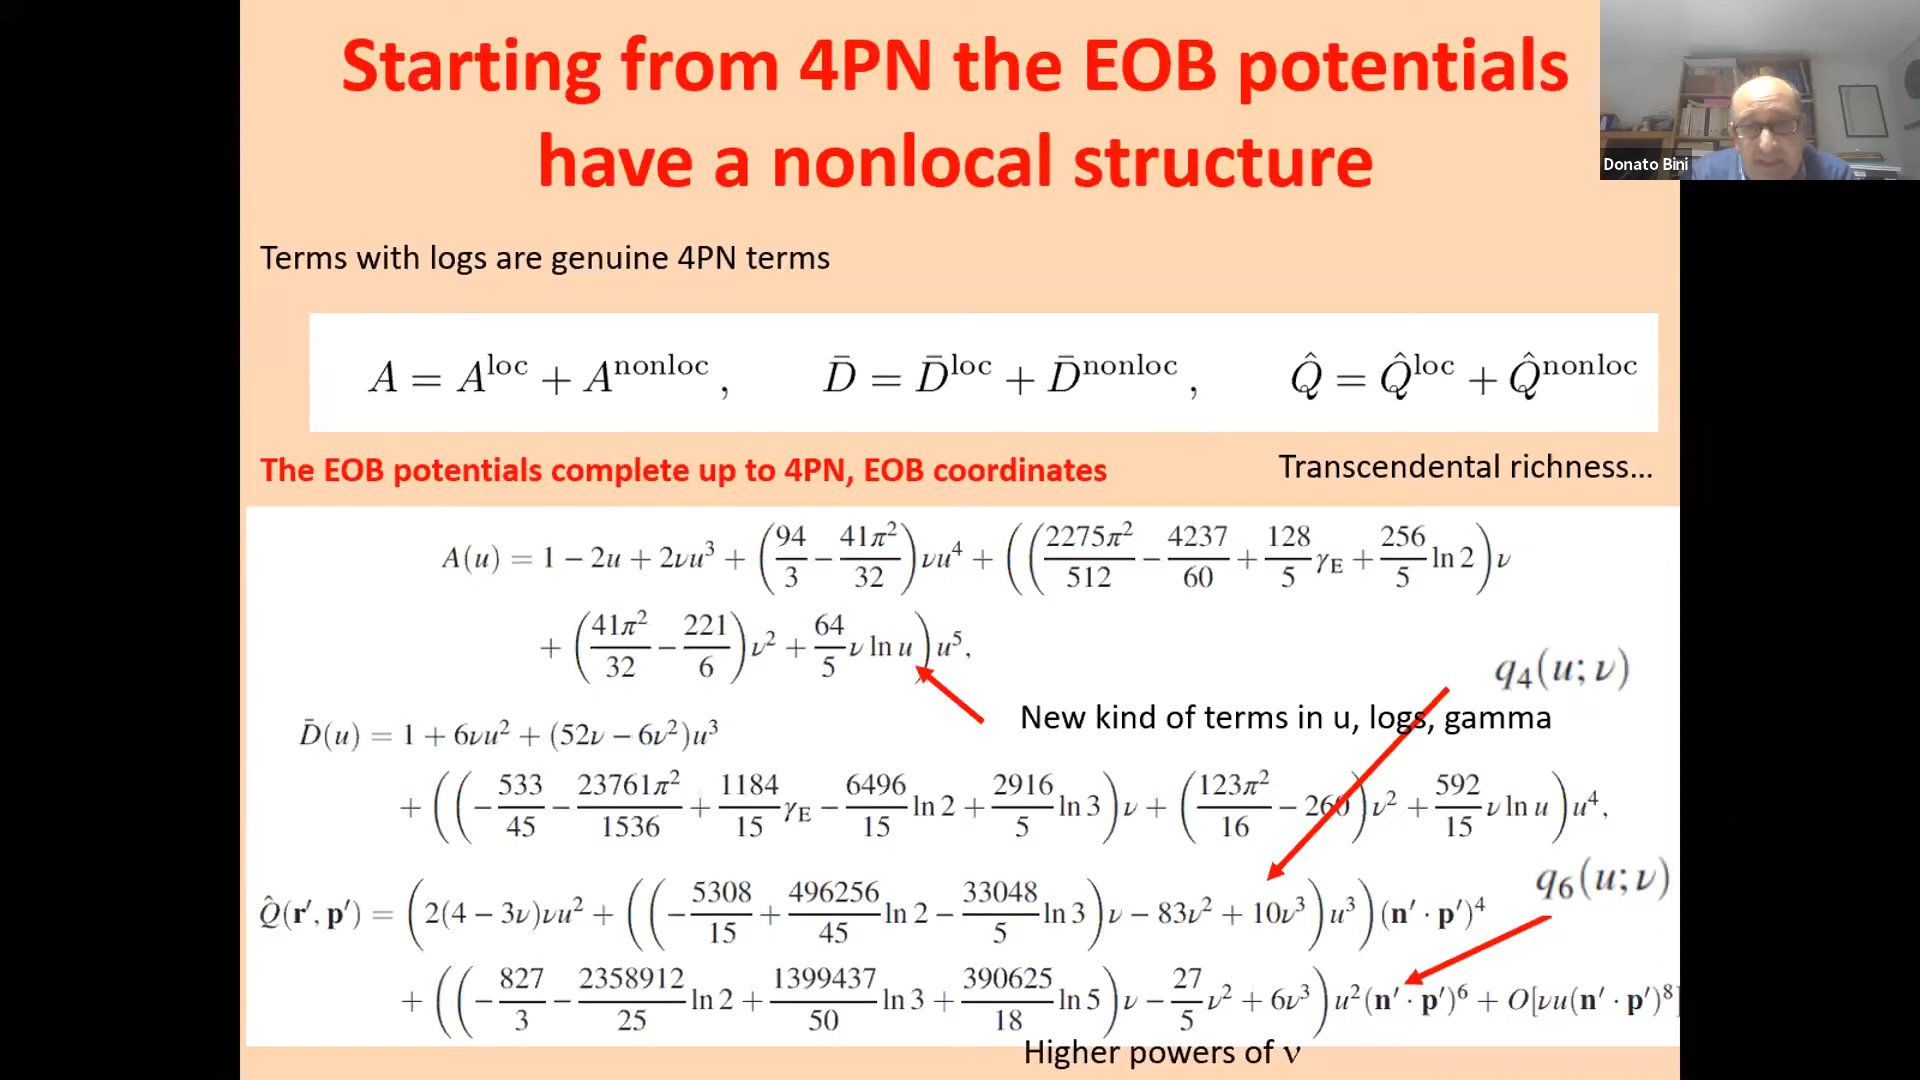 Starting from 4PN the EOB potentials
have a nonlocal structure
Donato Bini
Terms with logs are genuine 4PN terms
A = A^loc + A^nonloc , D̄ = D̄^loc + D̄^nonloc , Q̂ = Q̂^loc + Q̂^nonloc
The EOB potentials complete up to 4PN, EOB coordinates
Transcendental richness...
A(u) = 1 − 2u + 2νu³ + (94/3 − 41π²/32)νu⁴ + ((2275π²/512 − 4237/60 + 128/5 γ_E + 256/5 ln 2)ν
+ (41π²/32 − 221/6)ν² + 64/5 ν ln u)u⁵,
q₄(u; ν)
New kind of terms in u, logs, gamma
D̄(u) = 1 + 6νu² + (52ν − 6ν²)u³
+ ((−533/45 − 23761π²/1536 + 1184/15 γ_E − 6496/15 ln 2 + 2916/5 ln 3)ν + (123π²/16 − 260)ν² + 592/15 ν ln u)u⁴,
q₆(u; ν)
Q̂(r′, p′) = (2(4 − 3ν)νu² + ((−5308/15 + 496256/45 ln 2 − 33048/5 ln 3)ν − 83ν² + 10ν³)u³)(n′ · p′)⁴
+ ((−827/3 − 2358912/25 ln 2 + 1399437/50 ln 3 + 390625/18 ln 5)ν − 27/5 ν² + 6ν³)u²(n′ · p′)⁶ + O[νu(n′ · p′)⁸]
Higher powers of ν